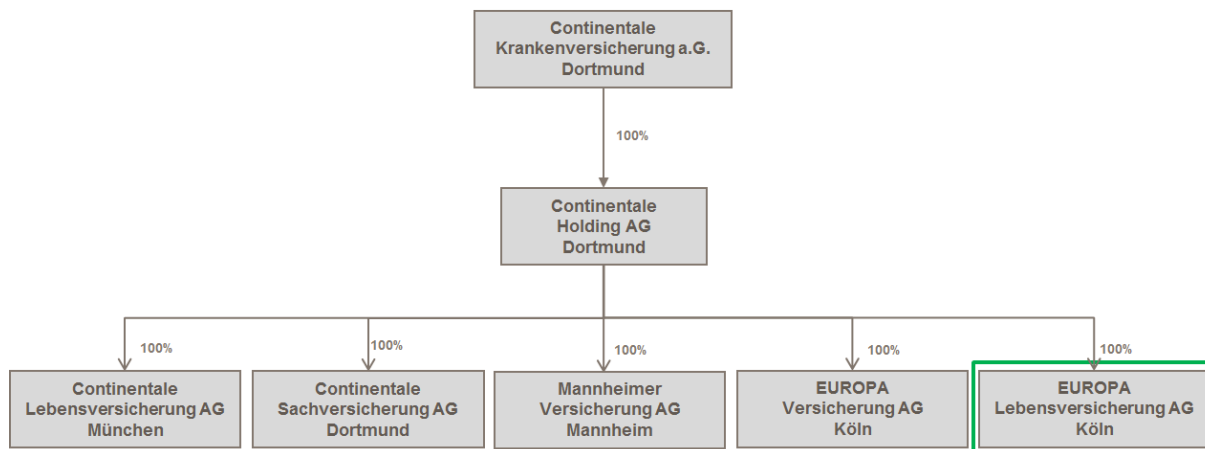 Continentale
Krankenversicherung a.G.
Dortmund
100%
Continentale
Holding AG
Dortmund
100%
100%
100%
100%
100%
Continentale
Lebensversicherung AG
München
Continentale
Sachversicherung AG
Dortmund
Mannheimer
Versicherung AG
Mannheim
EUROPA
Versicherung AG
Köln
EUROPA
Lebensversicherung AG
Köln